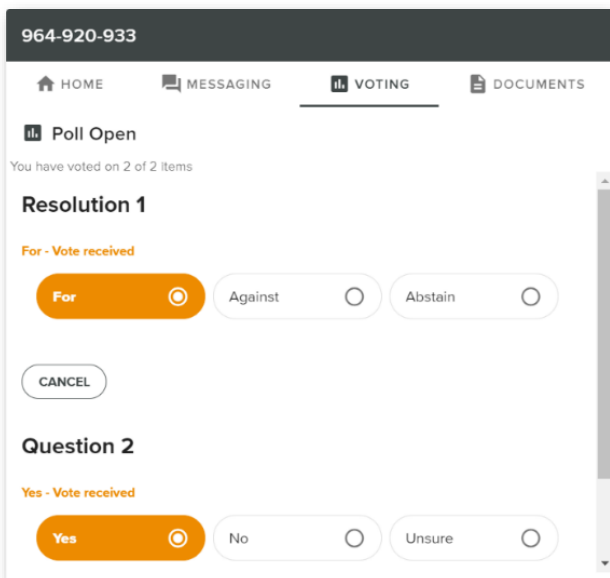 964-920-933
HOME MESSAGING VOTING DOCUMENTS
Poll Open
You have voted on 2 of 2 items
Resolution 1
For - Vote received
For Against Abstain
CANCEL
Question 2
Yes - Vote received
Yes No Unsure